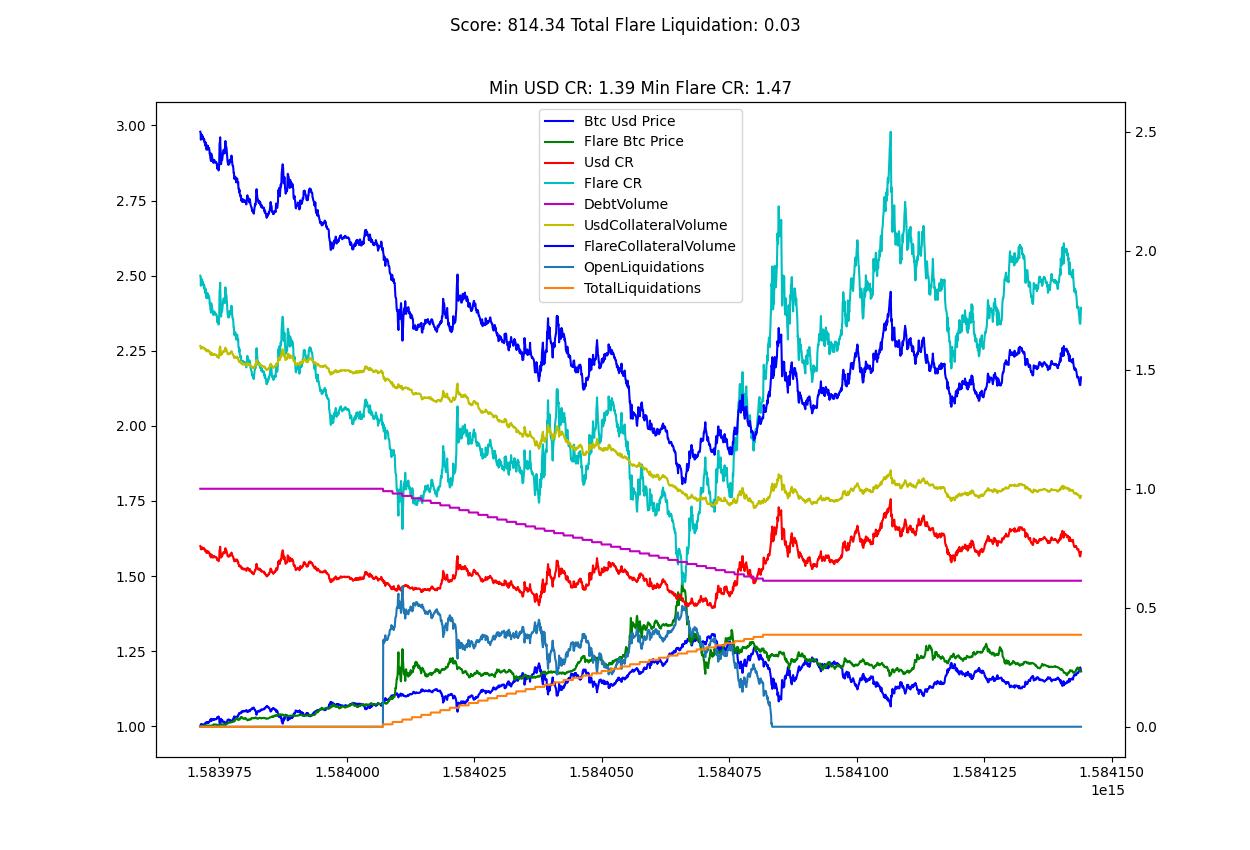 Score: 814.34 Total Flare Liquidation: 0.03
Min USD CR: 1.39 Min Flare CR: 1.47
Btc Usd Price
Flare Btc Price
Usd CR
Flare CR
DebtVolume
UsdCollateralVolume
FlareCollateralVolume
OpenLiquidations
TotalLiquidations
3.00
2.75
2.50
2.25
2.00
1.75
1.50
1.25
1.00
2.5
2.0
1.5
1.0
0.5
0.0
1.583975 1.584000 1.584025 1.584050 1.584075 1.584100 1.584125 1.584150
1e15